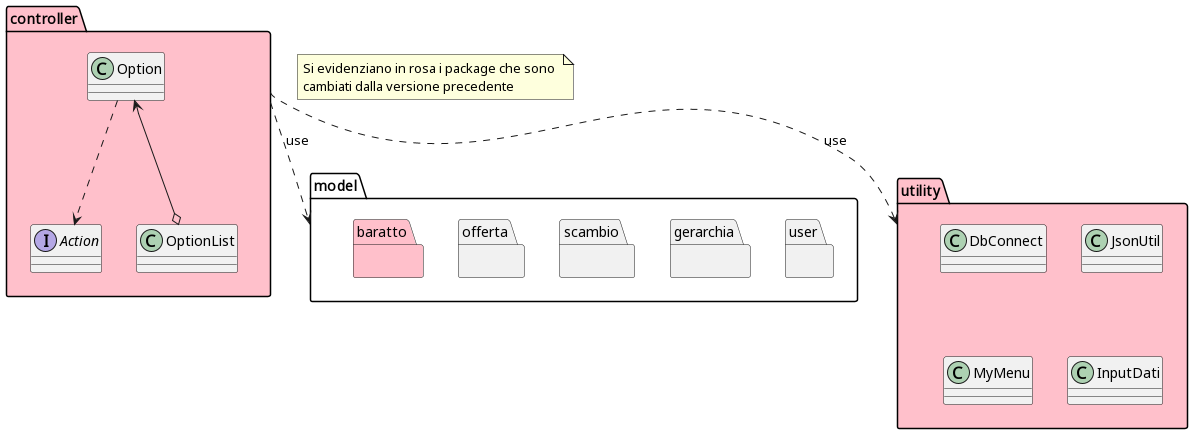 controller
C Option
I Action
C OptionList
Si evidenziano in rosa i package che sono
cambiati dalla versione precedente
use
use
model
baratto
offerta
scambio
gerarchia
user
utility
C DbConnect
C JsonUtil
C MyMenu
C InputDati